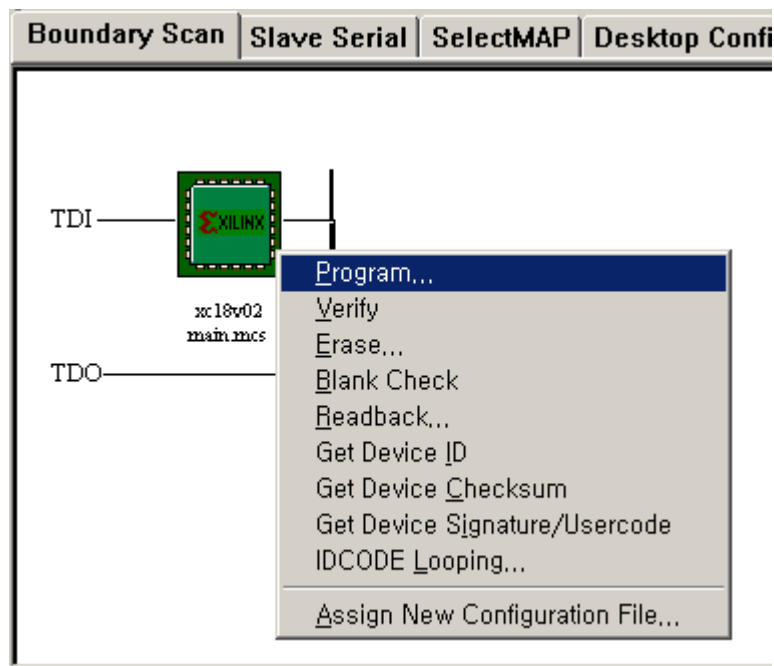 Boundary Scan Slave Serial SelectMAP Desktop Confi
TDI
ΣXILINX
xc18v02
main.mcs
TDO
Program...
Verify
Erase...
Blank Check
Readback...
Get Device ID
Get Device Checksum
Get Device Signature/Usercode
IDCODE Looping...
Assign New Configuration File...